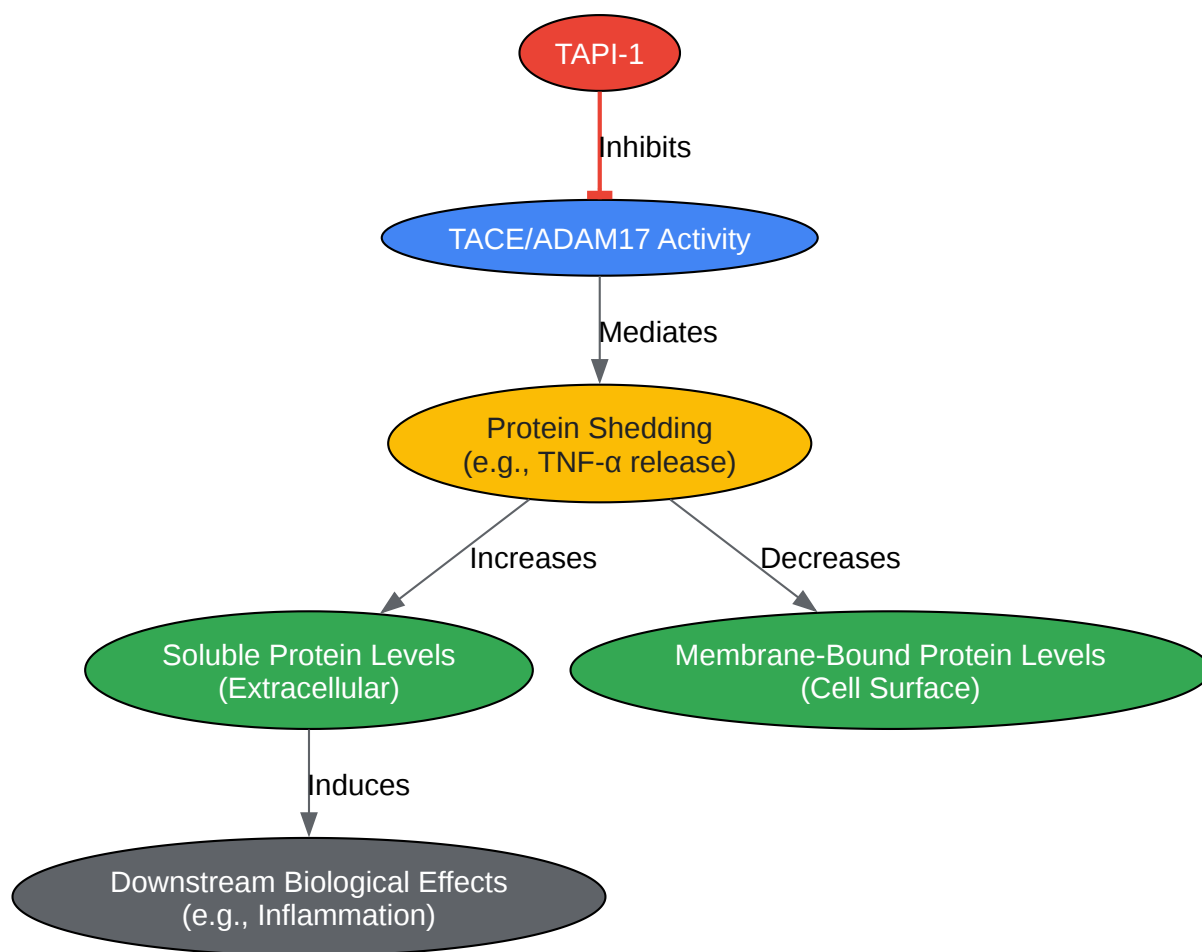 TAPI-1
Inhibits
TACE/ADAM17 Activity
Mediates
Protein Shedding
(e.g., TNF-α release)
Increases
Decreases
Soluble Protein Levels
(Extracellular)
Membrane-Bound Protein Levels
(Cell Surface)
Induces
Downstream Biological Effects
(e.g., Inflammation)